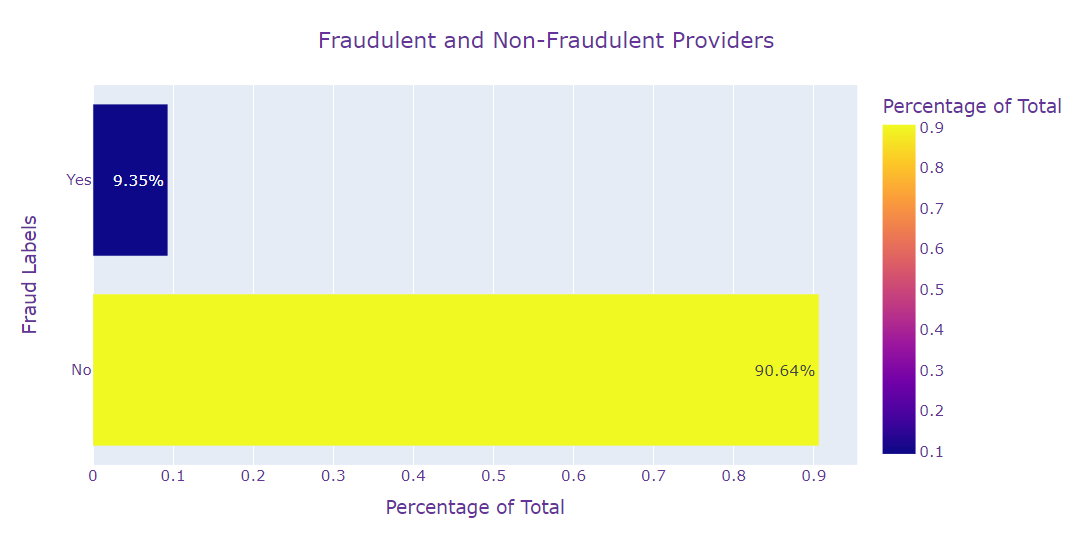 Fraudulent and Non-Fraudulent Providers
Fraud Labels
Yes
9.35%
No
90.64%
0 0.1 0.2 0.3 0.4 0.5 0.6 0.7 0.8 0.9
Percentage of Total
Percentage of Total
0.9
0.8
0.7
0.6
0.5
0.4
0.3
0.2
0.1